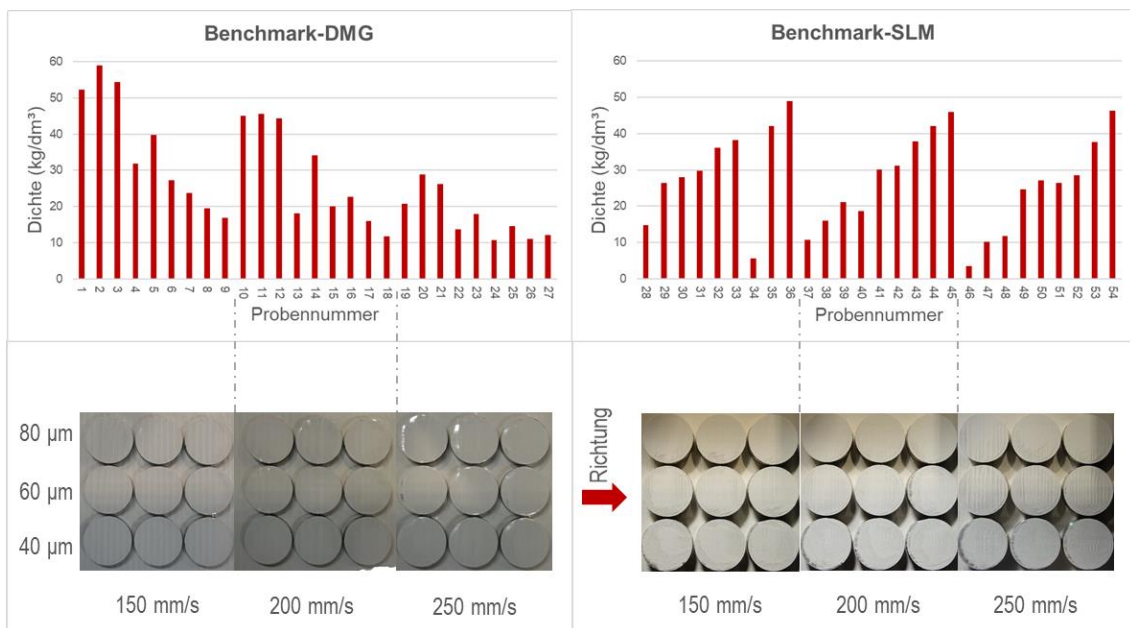 Benchmark-DMG
Dichte (kg/dm³)
60
50
40
30
20
10
0
1 2 3 4 5 6 7 8 9 10 11 12 13 14 15 16 17 18 19 20 21 22 23 24 25 26 27
Probennummer
Benchmark-SLM
Dichte (kg/dm³)
60
50
40
30
20
10
0
28 29 30 31 32 33 34 35 36 37 38 39 40 41 42 43 44 45 46 47 48 49 50 51 52 53 54
Probennummer
80 µm
60 µm
40 µm
150 mm/s 200 mm/s 250 mm/s
Richtung
150 mm/s 200 mm/s 250 mm/s